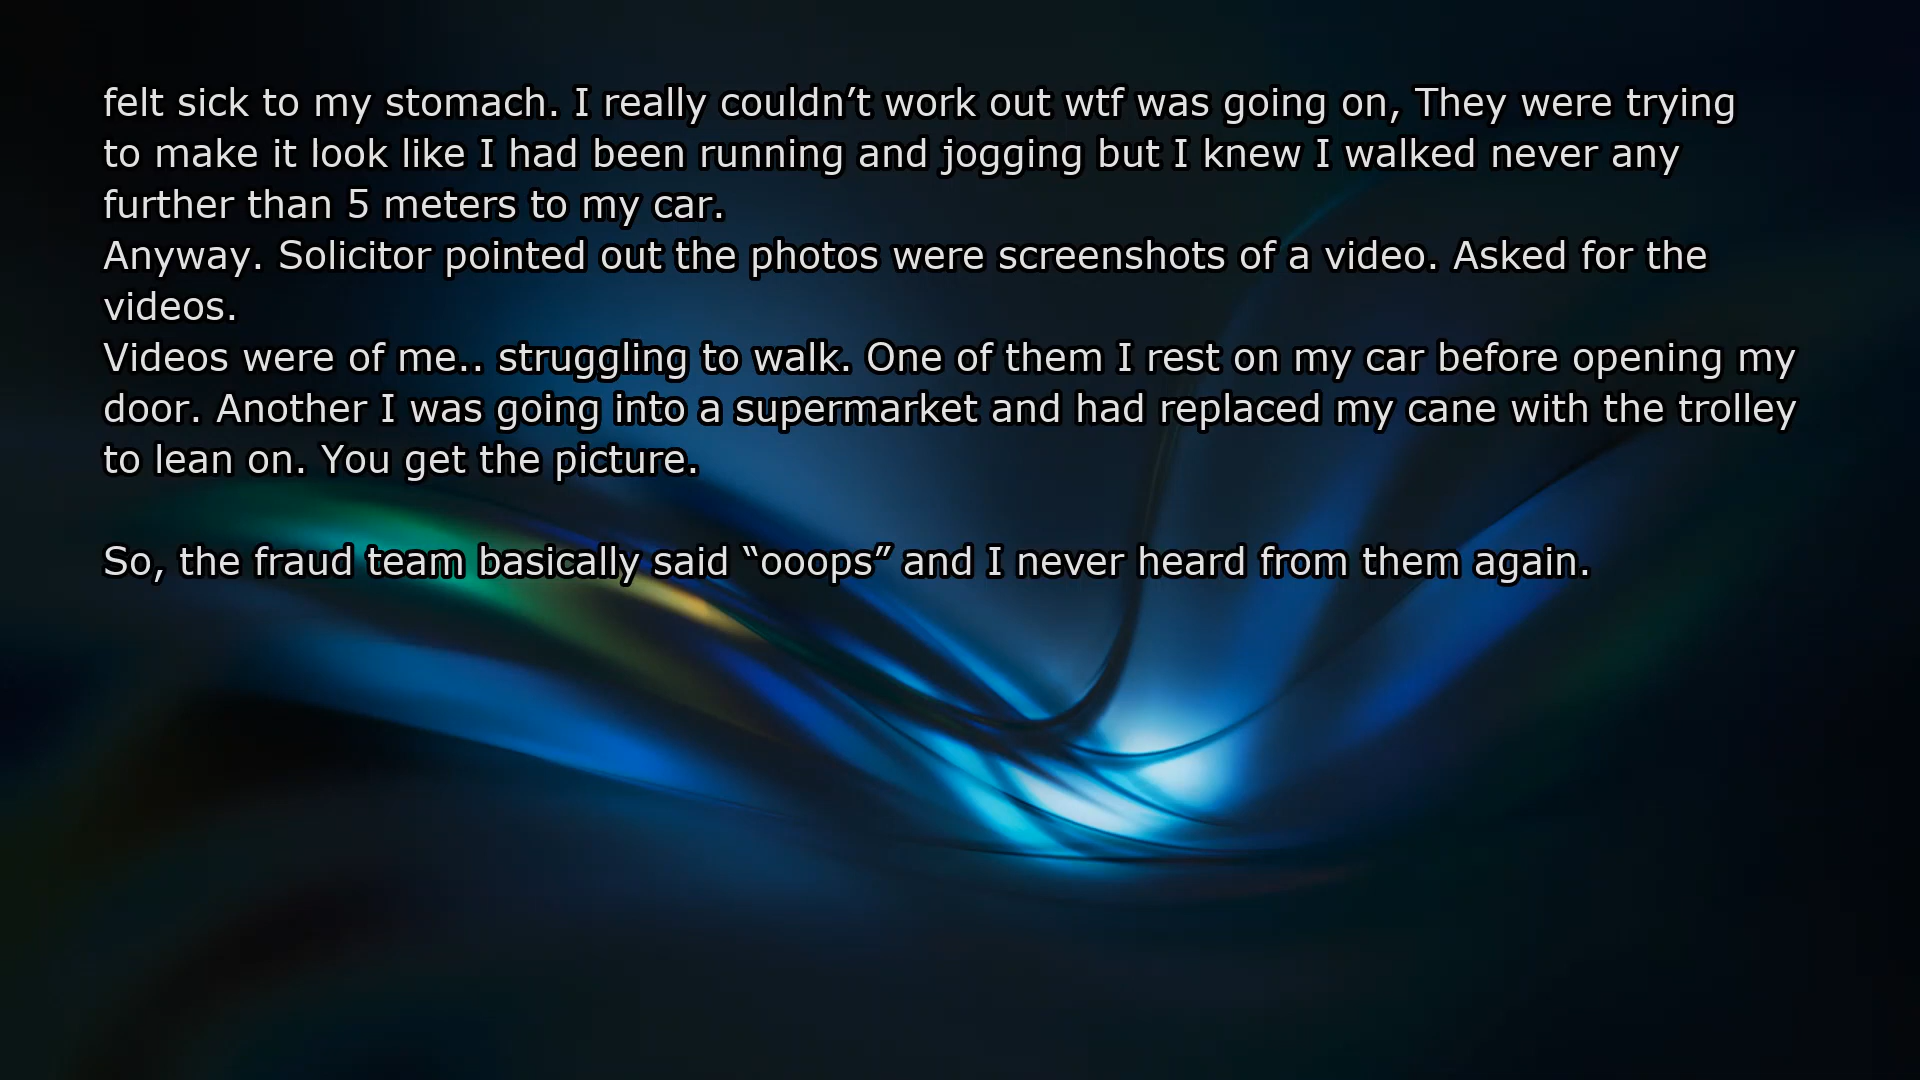 felt sick to my stomach. I really couldn’t work out wtf was going on, They were trying
to make it look like I had been running and jogging but I knew I walked never any
further than 5 meters to my car.
Anyway. Solicitor pointed out the photos were screenshots of a video. Asked for the
videos.
Videos were of me.. struggling to walk. One of them I rest on my car before opening my
door. Another I was going into a supermarket and had replaced my cane with the trolley
to lean on. You get the picture.
So, the fraud team basically said “ooops” and I never heard from them again.